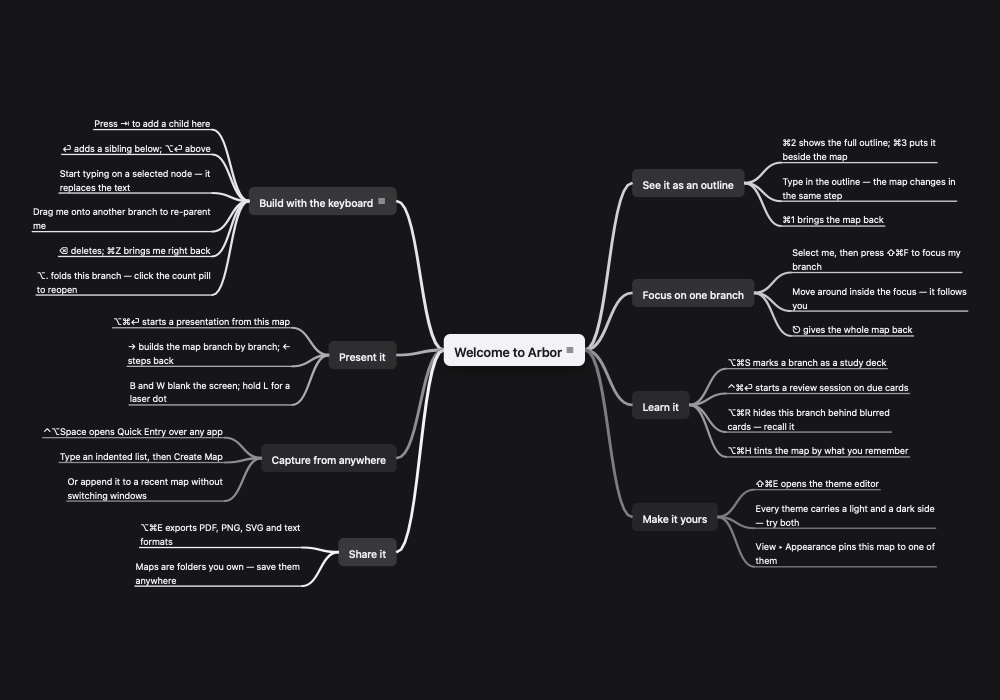 Welcome to Arbor
Build with the keyboard
Press ⇥ to add a child here
⏎ adds a sibling below; ⌥⏎ above
Start typing on a selected node — it
replaces the text
Drag me onto another branch to re-parent
me
⌫ deletes; ⌘Z brings me right back
⌥. folds this branch — click the count pill
to reopen
Present it
⌥⌘⏎ starts a presentation from this map
→ builds the map branch by branch; ←
steps back
B and W blank the screen; hold L for a
laser dot
Capture from anywhere
⌃⌥Space opens Quick Entry over any app
Type an indented list, then Create Map
Or append it to a recent map without
switching windows
Share it
⌥⌘E exports PDF, PNG, SVG and text
formats
Maps are folders you own — save them
anywhere
See it as an outline
⌘2 shows the full outline; ⌘3 puts it
beside the map
Type in the outline — the map changes in
the same step
⌘1 brings the map back
Focus on one branch
Select me, then press ⇧⌘F to focus my
branch
Move around inside the focus — it follows
you
⎋ gives the whole map back
Learn it
⌥⌘S marks a branch as a study deck
⌃⌘⏎ starts a review session on due cards
⌥⌘R hides this branch behind blurred
cards — recall it
⌥⌘H tints the map by what you remember
Make it yours
⇧⌘E opens the theme editor
Every theme carries a light and a dark side
— try both
View ▸ Appearance pins this map to one of
them